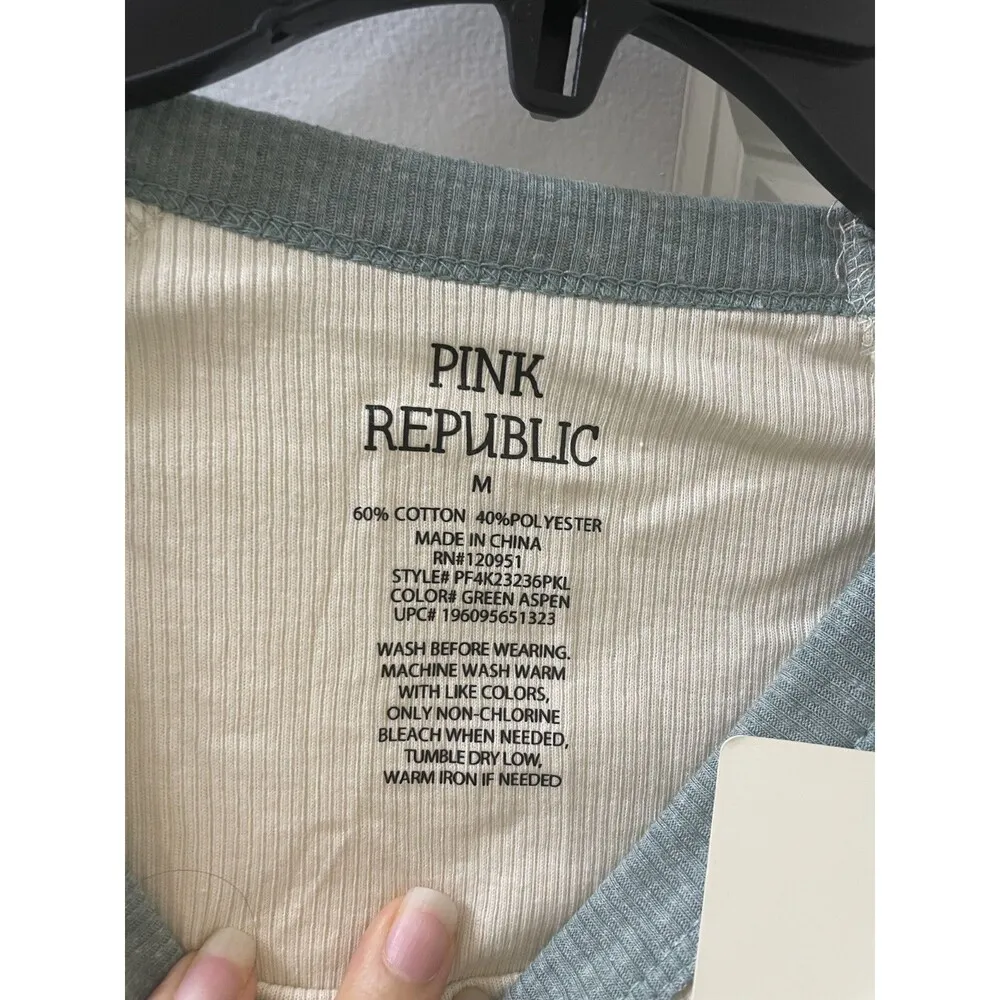 PINK
REPUBLIC
M
60% COTTON 40%POLYESTER
MADE IN CHINA
RN#120951
STYLE# PF4K23236PKL
COLOR# GREEN ASPEN
UPC# 196095651323
WASH BEFORE WEARING.
MACHINE WASH WARM
WITH LIKE COLORS,
ONLY NON-CHLORINE
BLEACH WHEN NEEDED,
TUMBLE DRY LOW,
WARM IRON IF NEEDED